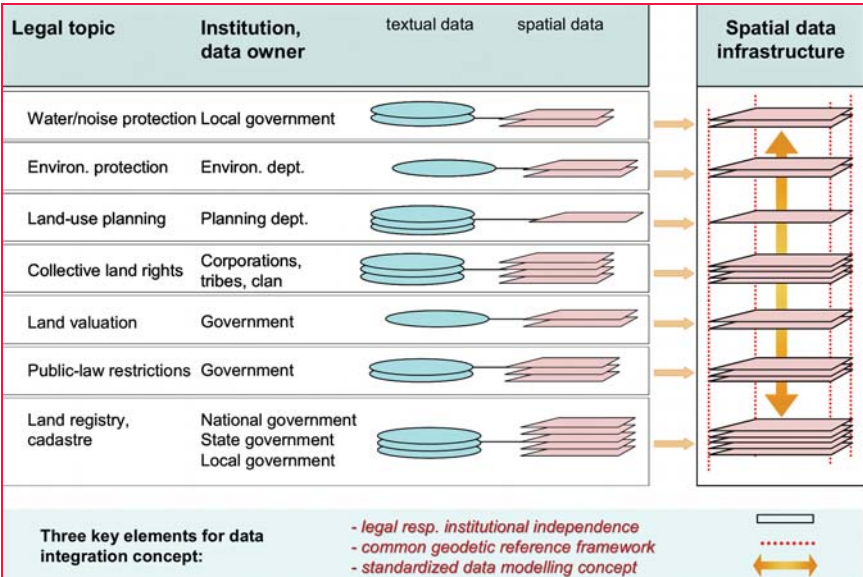 Legal topic
Institution,
data owner
textual data
spatial data
Spatial data
infrastructure
Water/noise protection Local government
Environ. protection
Environ. dept.
Land-use planning
Planning dept.
Collective land rights
Corporations,
tribes, clan
Land valuation
Government
Public-law restrictions
Government
Land registry,
cadastre
National government
State government
Local government
Three key elements for data
integration concept:
- legal resp. institutional independence
- common geodetic reference framework
- standardized data modelling concept